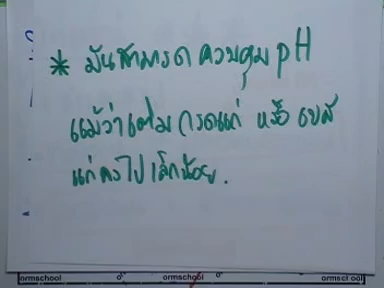 * มันสามารถควบคุม pH
แม้ว่าเติมกรดแก่ หรือ เบส
แก่ลงไปเล็กน้อย.
ormschool ormschool ormschool